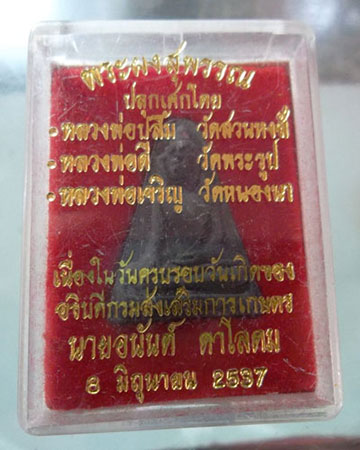 พระผงสุพรรณ
ปลุกเสกโดย
• หลวงพ่อปูลิ้ม วัดสวนหงส์
• หลวงพ่อดี วัดพระรูป
• หลวงพ่อเจริญ วัดหนองนา
เนื่องในวันครบรอบวันเกิดของ
อธิบดีกรมส่งเสริมการเกษตร
นายอนันต์ ดาโลดม
8 มิถุนายน 2537